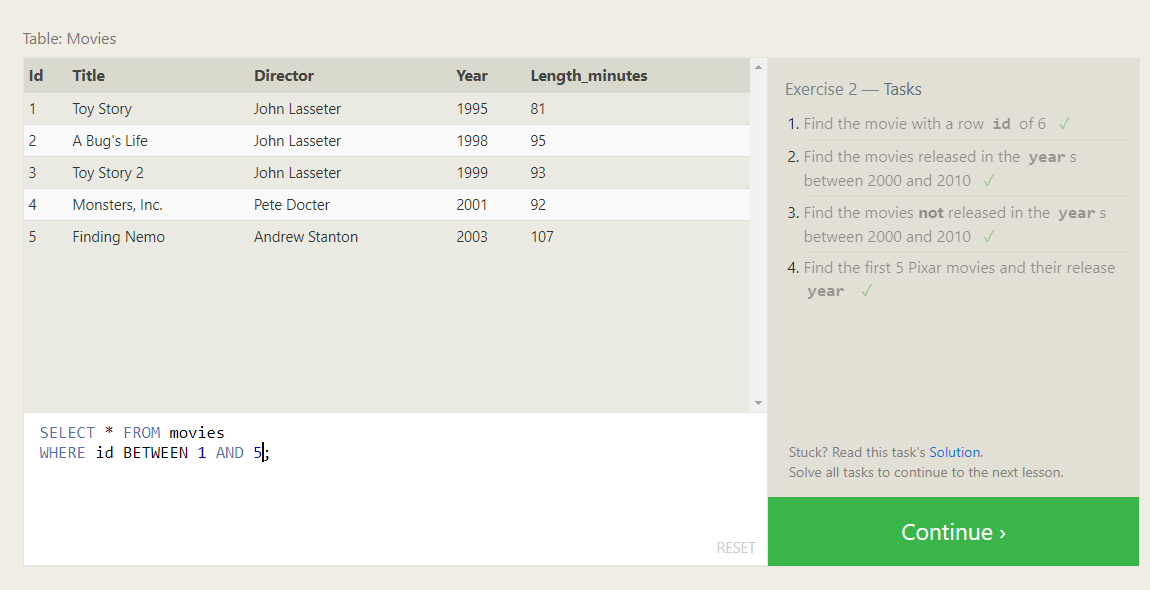 Table: Movies
Id Title Director Year Length_minutes
1 Toy Story John Lasseter 1995 81
2 A Bug's Life John Lasseter 1998 95
3 Toy Story 2 John Lasseter 1999 93
4 Monsters, Inc. Pete Docter 2001 92
5 Finding Nemo Andrew Stanton 2003 107
SELECT * FROM movies
WHERE id BETWEEN 1 AND 5;
RESET
Exercise 2 — Tasks
1. Find the movie with a row id of 6 ✓
2. Find the movies released in the year s
between 2000 and 2010 ✓
3. Find the movies not released in the year s
between 2000 and 2010 ✓
4. Find the first 5 Pixar movies and their release
year ✓
Stuck? Read this task's Solution.
Solve all tasks to continue to the next lesson.
Continue ›